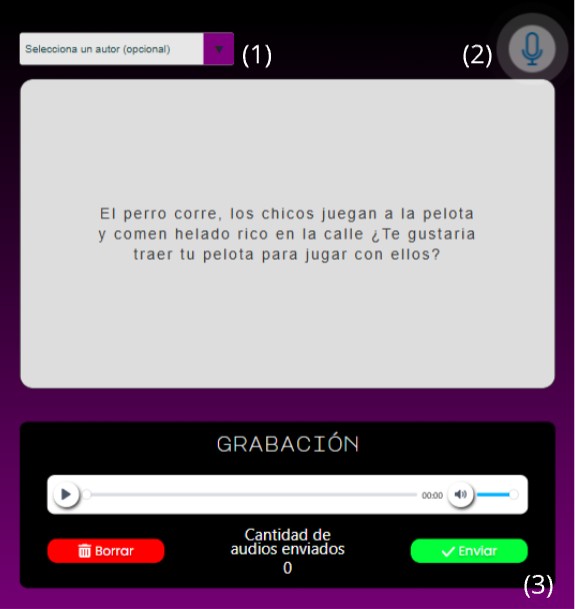 Selecciona un autor (opcional)
(1)
(2)
El perro corre, los chicos juegan a la pelota
y comen helado rico en la calle ¿Te gustaria
traer tu pelota para jugar con ellos?
GRABACIÓN
00:00
Borrar
Cantidad de
audios enviados
0
Enviar
(3)